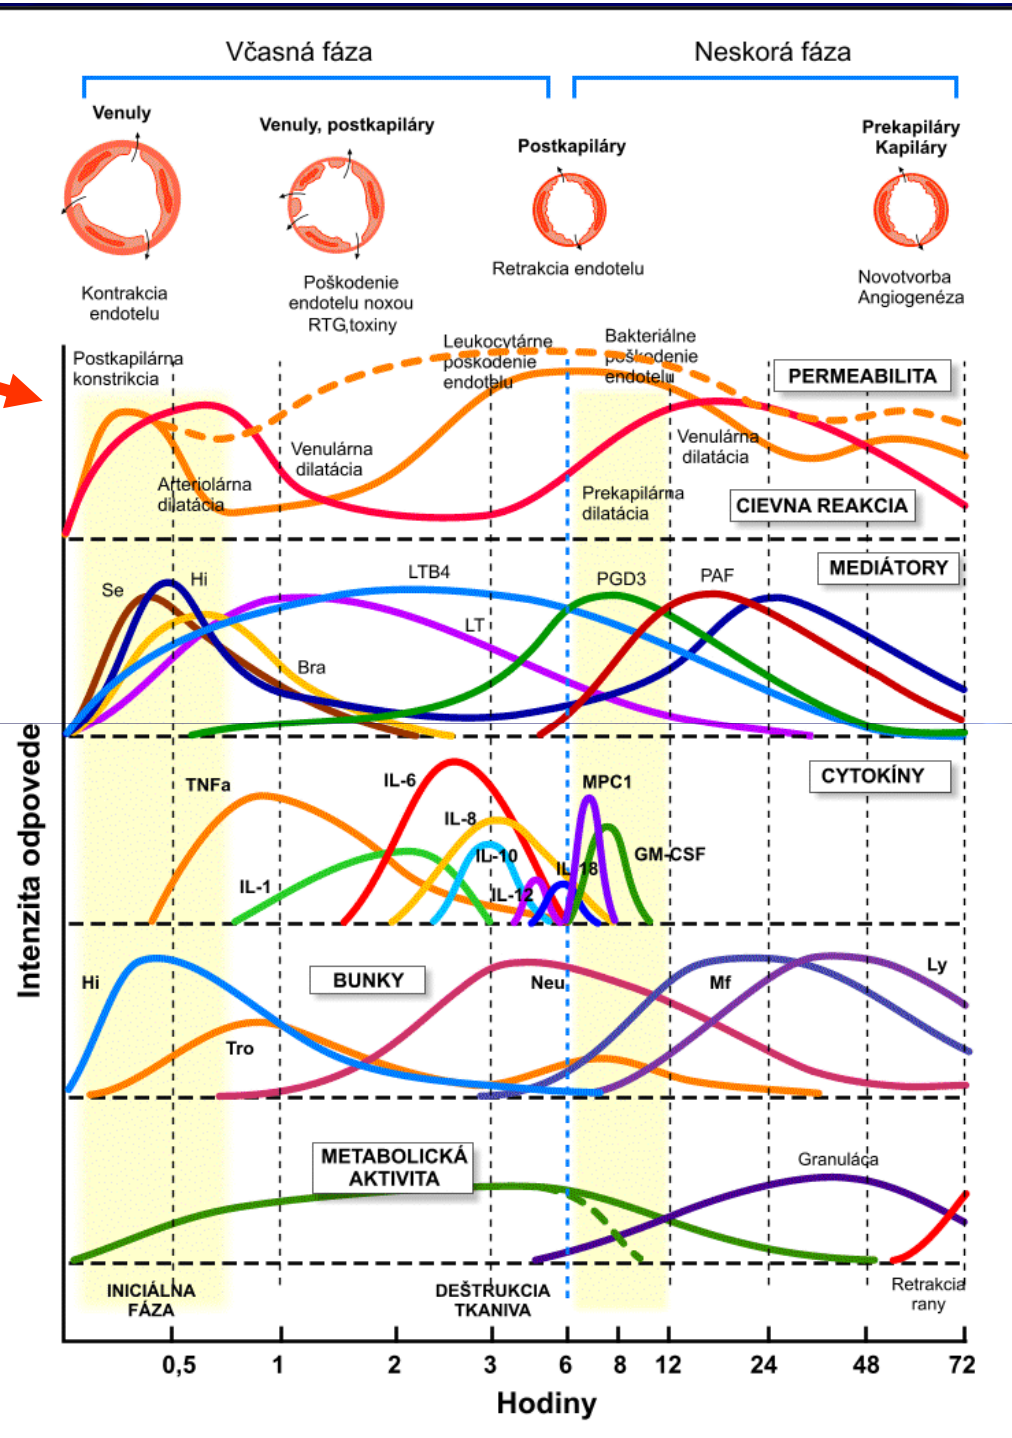 Včasná fáza
Neskorá fáza
Venuly
Venuly, postkapiláry
Postkapiláry
Prekapiláry
Kapiláry
Kontrakcia
endotelu
Poškodenie
endotelu noxou
RTG,toxiny
Retrakcia endotelu
Novotvorba
Angiogenéza
Postkapilárna
konstrikcia
Leukocytárne
poškodenie
endotelu
Bakteriálne
poškodenie
endotelu
PERMEABILITA
Arteriolárna
dilatácia
Venulárna
dilatácia
Venulárna
dilatácia
Prekapilárna
dilatácia
CIEVNA REAKCIA
MEDIÁTORY
Se
Hi
LTB4
PGD3
PAF
LT
Bra
CYTOKÍNY
TNFa
IL-6
MPC1
IL-8
IL-10
IL-18
GM-CSF
IL-1
IL-12
BUNKY
Hi
Tro
Neu
Mf
Ly
METABOLICKÁ
AKTIVITA
Granuláca
INICIÁLNA
FÁZA
DEŠTRUKCIA
TKANIVA
Retrakcia
rany
Intenzita odpovede
0,5 1 2 3 6 8 12 24 48 72
Hodiny